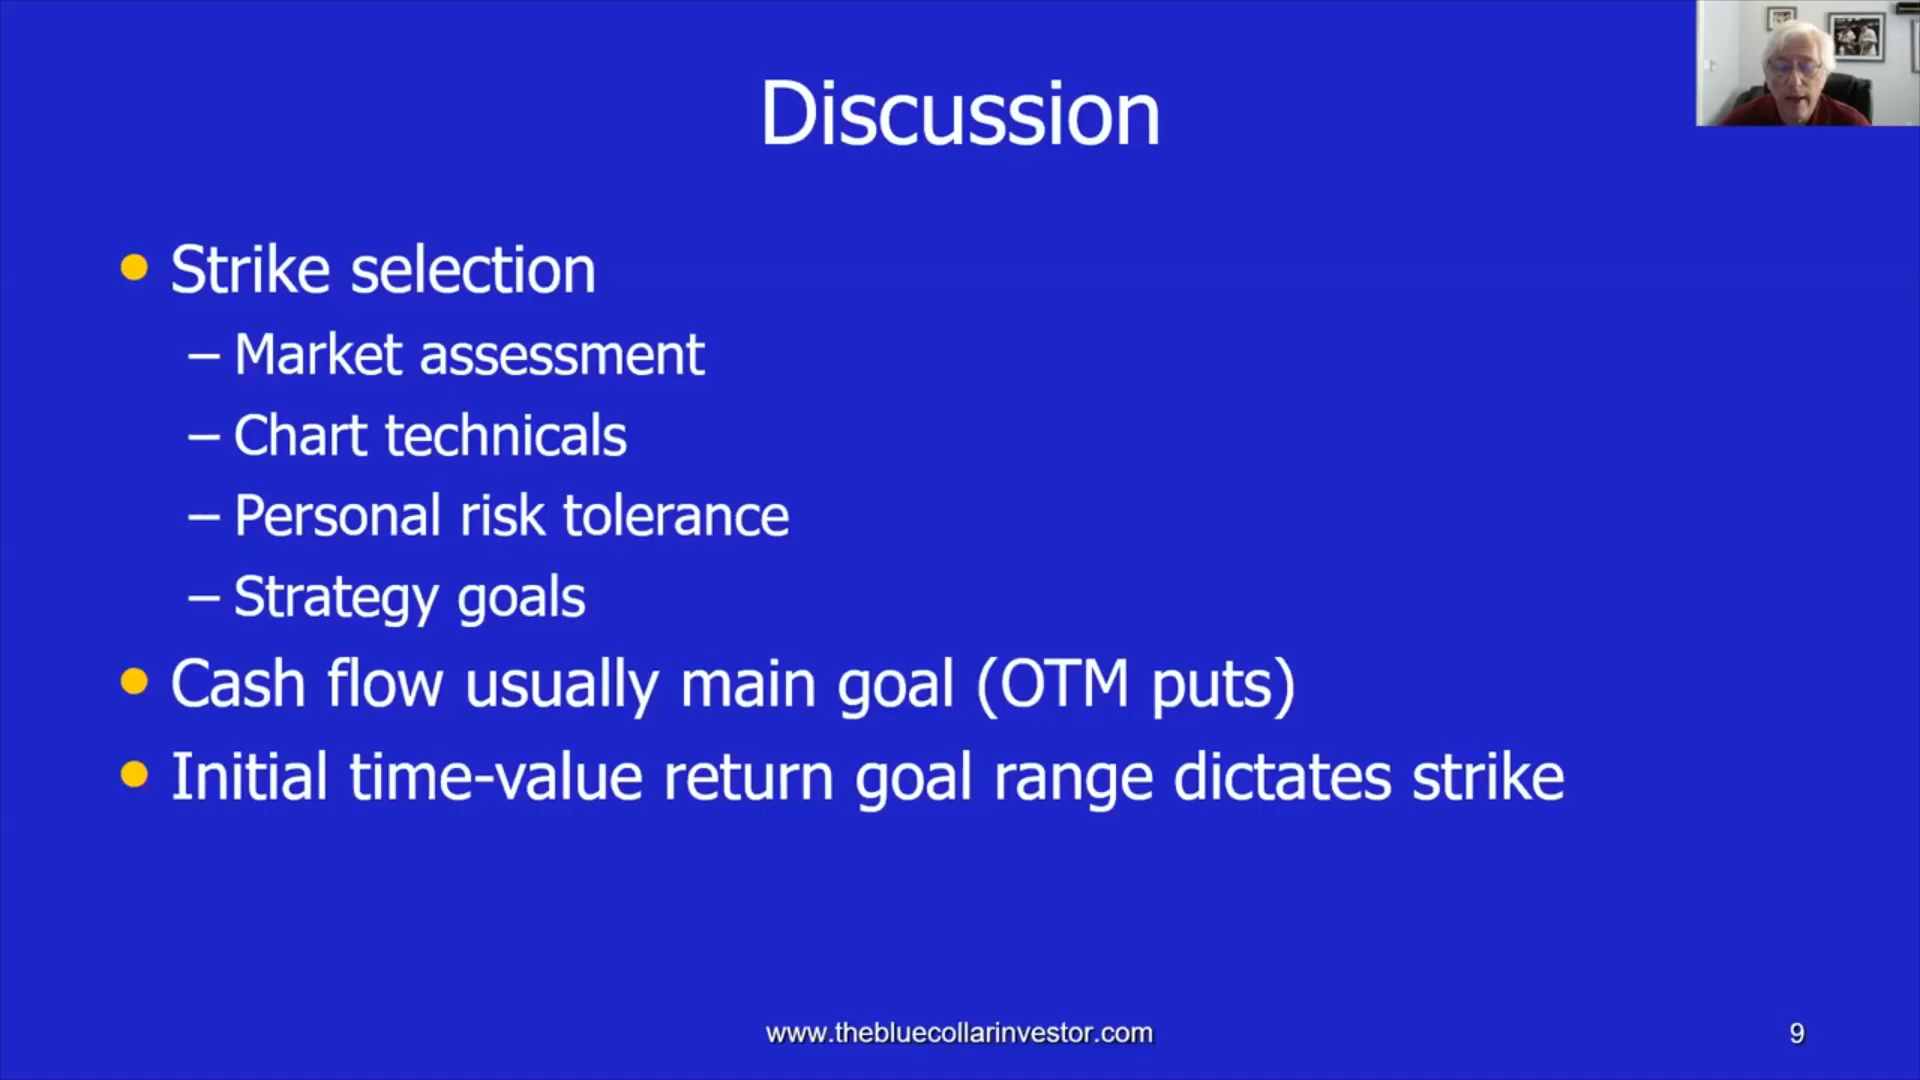 Discussion
Strike selection
– Market assessment
– Chart technicals
– Personal risk tolerance
– Strategy goals
Cash flow usually main goal (OTM puts)
Initial time-value return goal range dictates strike
www.thebluecollarinvestor.com
9